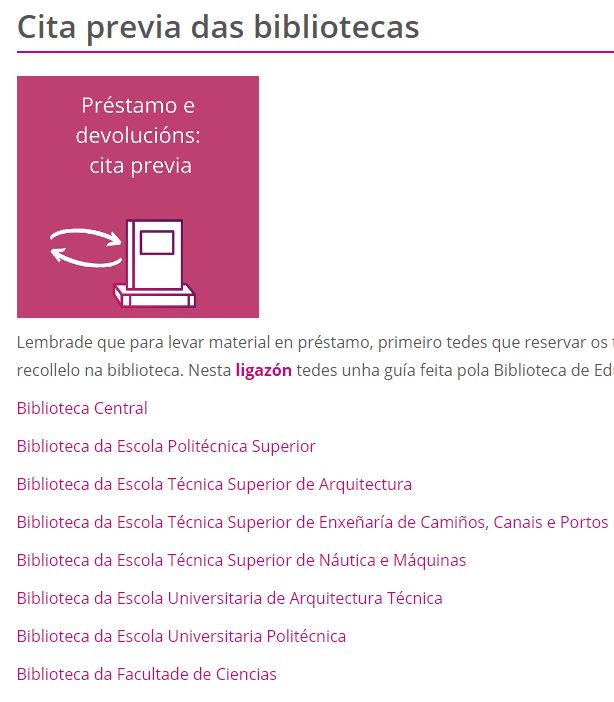 Cita previa das bibliotecas
Préstamo e
devolucións:
cita previa
Lembrade que para levar material en préstamo, primeiro tedes que reservar os
recollelo na biblioteca. Nesta ligazón tedes unha guía feita pola Biblioteca de
Biblioteca Central
Biblioteca da Escola Politécnica Superior
Biblioteca da Escola Técnica Superior de Arquitectura
Biblioteca da Escola Técnica Superior de Enxeñaría de Camiños, Canais e Portos
Biblioteca da Escola Técnica Superior de Náutica e Máquinas
Biblioteca da Escola Universitaria de Arquitectura Técnica
Biblioteca da Escola Universitaria Politécnica
Biblioteca da Facultade de Ciencias